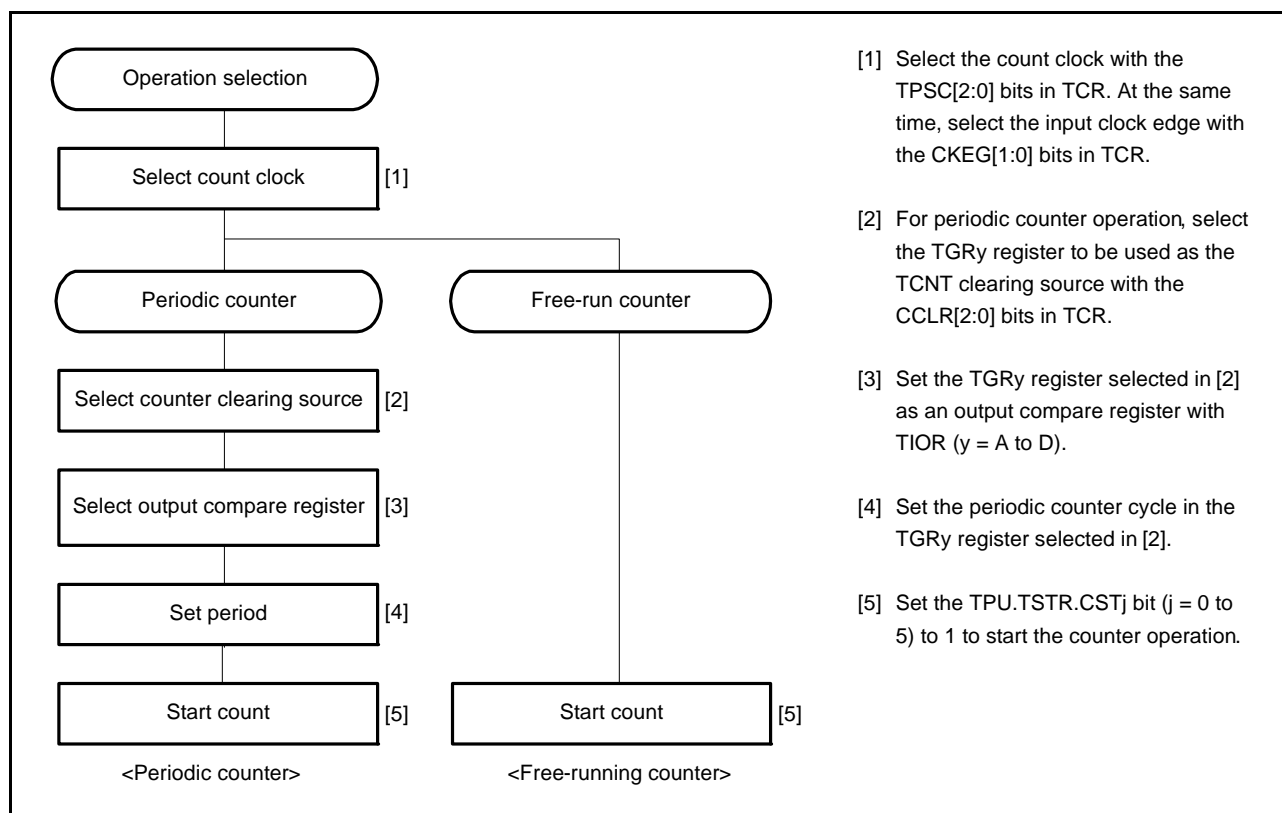 Operation selection
Select count clock
[1]
Periodic counter
Free-run counter
Select counter clearing source
[2]
Select output compare register
[3]
Set period
[4]
Start count
[5]
Start count
[5]
<Periodic counter>
<Free-running counter>
[1] Select the count clock with the
TPSC[2:0] bits in TCR. At the same
time, select the input clock edge with
the CKEG[1:0] bits in TCR.
[2] For periodic counter operation, select
the TGRy register to be used as the
TCNT clearing source with the
CCLR[2:0] bits in TCR.
[3] Set the TGRy register selected in [2]
as an output compare register with
TIOR (y = A to D).
[4] Set the periodic counter cycle in the
TGRy register selected in [2].
[5] Set the TPU.TSTR.CSTj bit (j = 0 to
5) to 1 to start the counter operation.